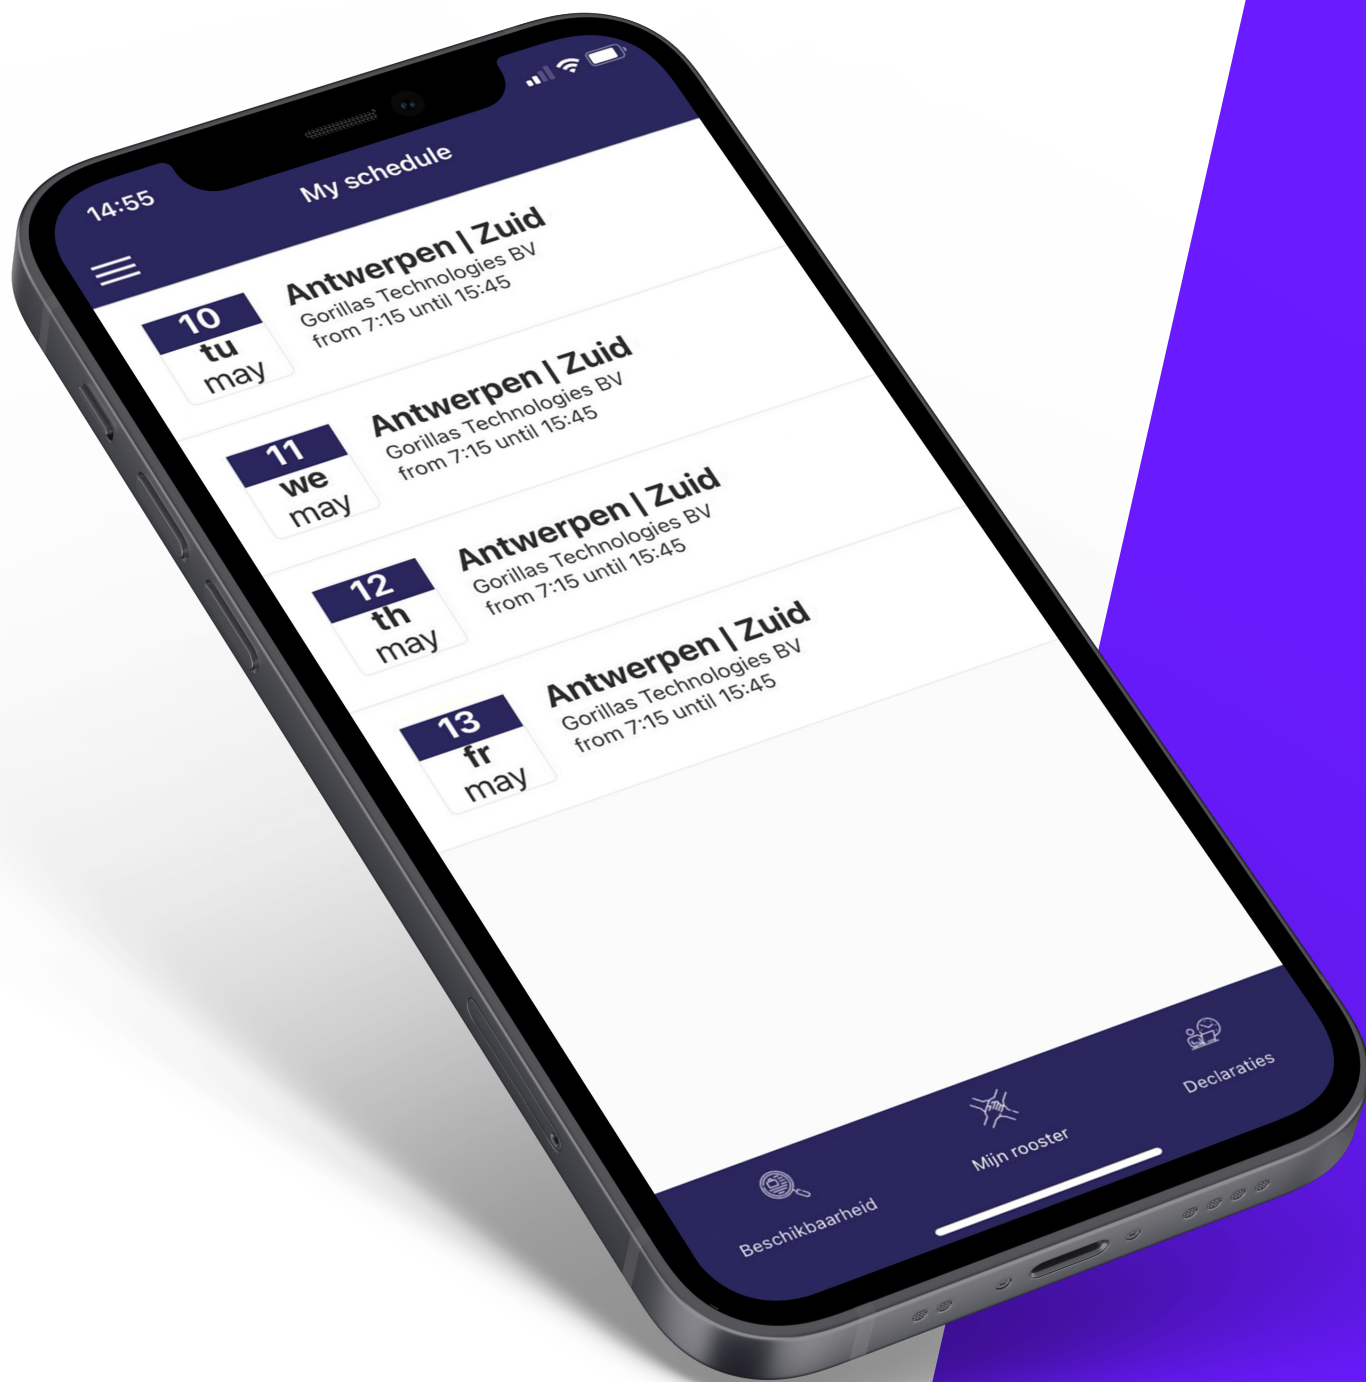 14:55
My schedule
10
tu
may
Antwerpen | Zuid
Gorillas Technologies BV
from 7:15 until 15:45
11
we
may
Antwerpen | Zuid
Gorillas Technologies BV
from 7:15 until 15:45
12
th
may
Antwerpen | Zuid
Gorillas Technologies BV
from 7:15 until 15:45
13
fr
may
Antwerpen | Zuid
Gorillas Technologies BV
from 7:15 until 15:45
Beschikbaarheid
Mijn rooster
Declaraties